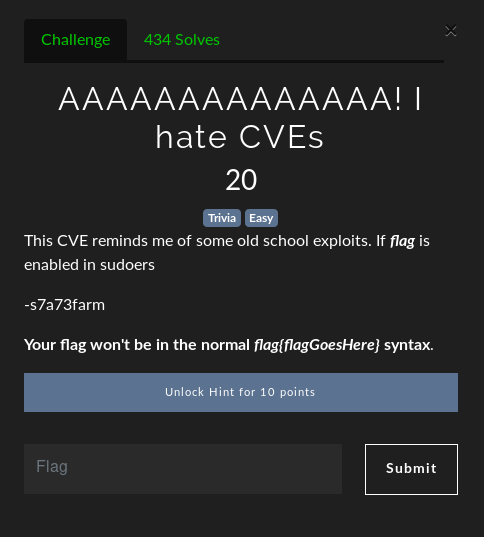 Challenge
434 Solves
×
AAAAAAAAAAAAAA! I
hate CVEs
20
Trivia Easy
This CVE reminds me of some old school exploits. If flag is
enabled in sudoers
-s7a73farm
Your flag won't be in the normal flag{flagGoesHere} syntax.
Unlock Hint for 10 points
Flag
Submit